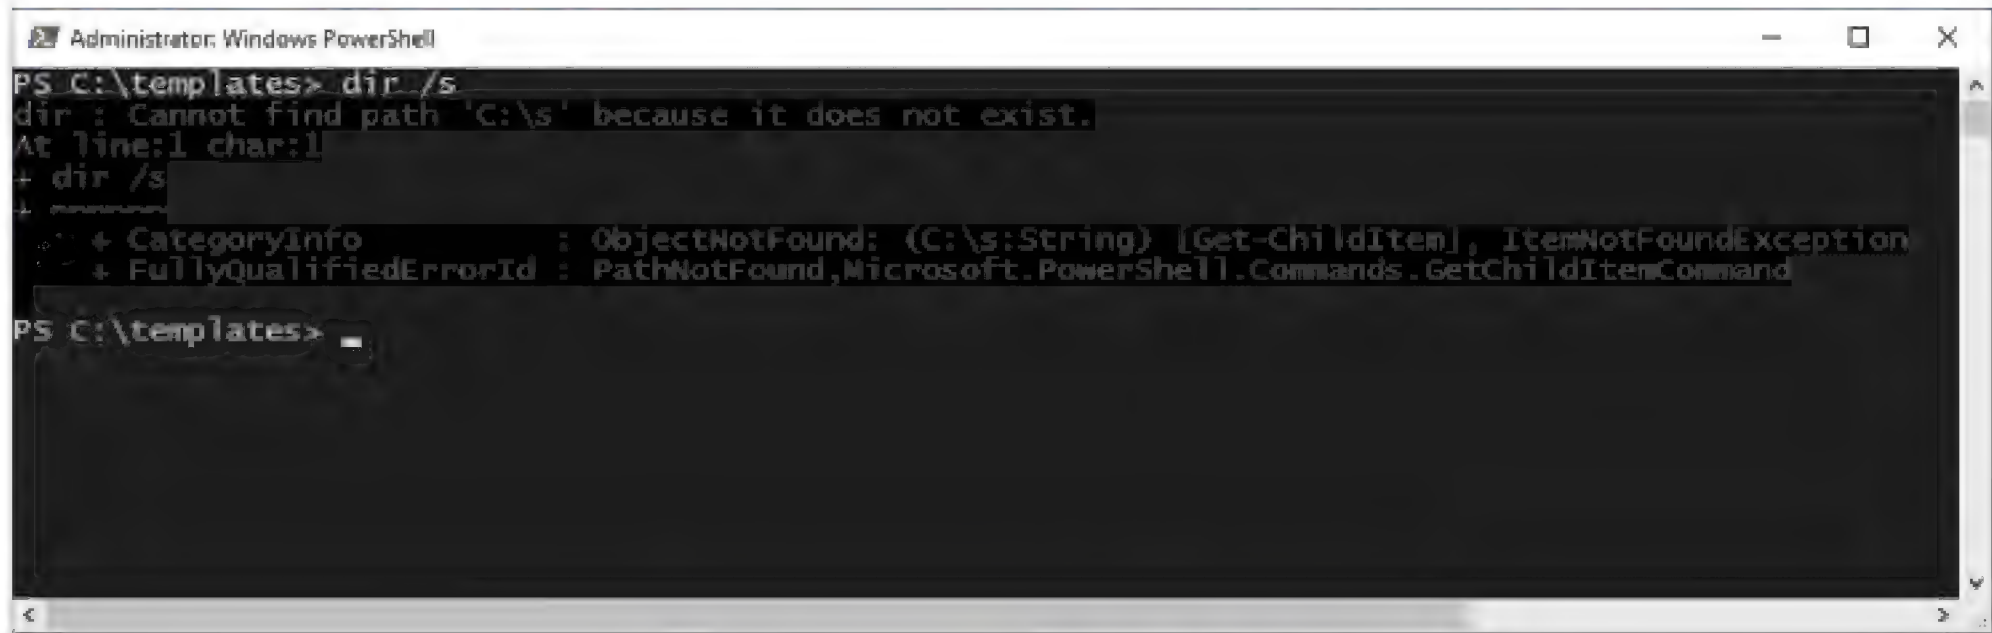 Administrator: Windows PowerShell
PS C:\templates> dir /s
dir : Cannot find path 'C:\s' because it does not exist.
At line:1 char:1
+ dir /s
+ ~~~~~~
    + CategoryInfo          : ObjectNotFound: (C:\s:String) [Get-ChildItem], ItemNotFoundException
    + FullyQualifiedErrorId : PathNotFound,Microsoft.PowerShell.Commands.GetChildItemCommand
PS C:\templates> _